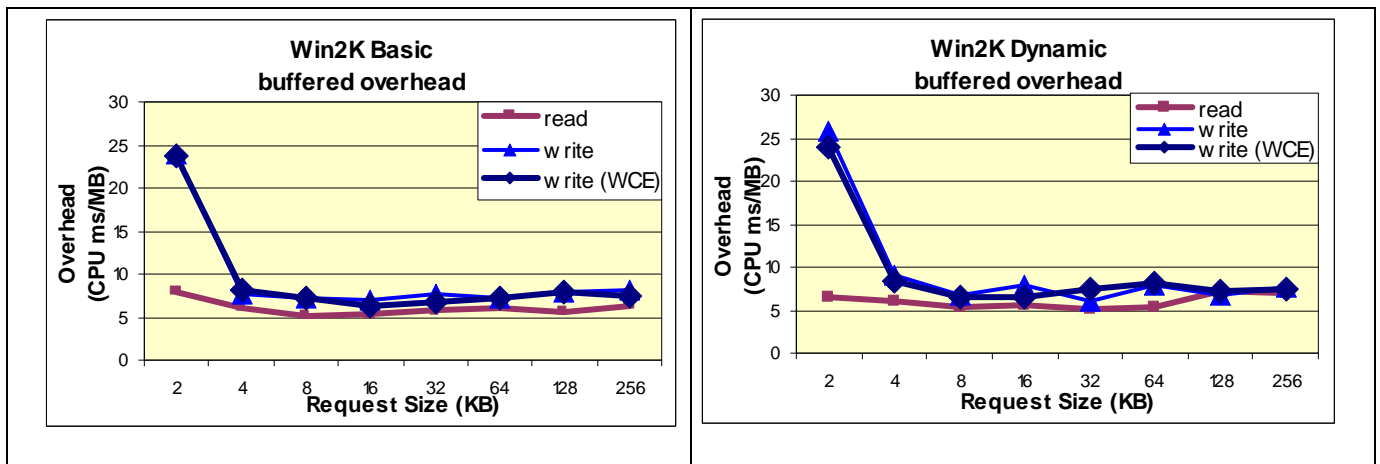 Win2K Basic
buffered overhead
30
25
20
15
10
5
0
Overhead
(CPU ms/MB)
read
w rite
w rite (WCE)
2 4 8 16 32 64 128 256
Request Size (KB)
Win2K Dynamic
buffered overhead
30
25
20
15
10
5
0
Overhead
(CPU ms/MB)
read
w rite
w rite (WCE)
2 4 8 16 32 64 128 256
Request Size (KB)